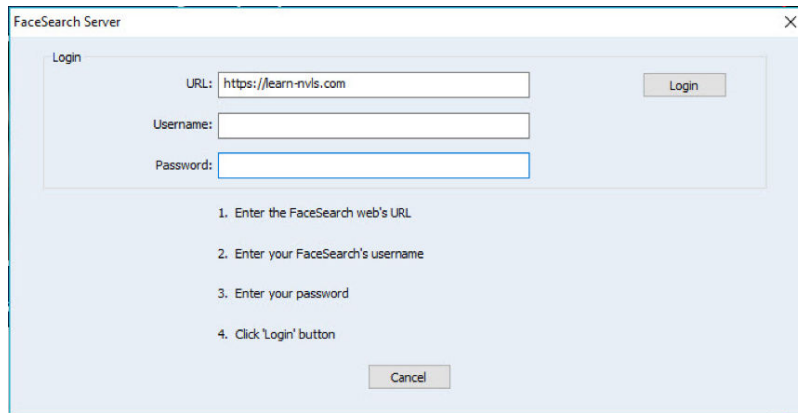 FaceSearch Server
Login
URL: https://learn-nvls.com Login
Username:
Password:
1. Enter the FaceSearch web's URL
2. Enter your FaceSearch's username
3. Enter your password
4. Click 'Login' button
Cancel